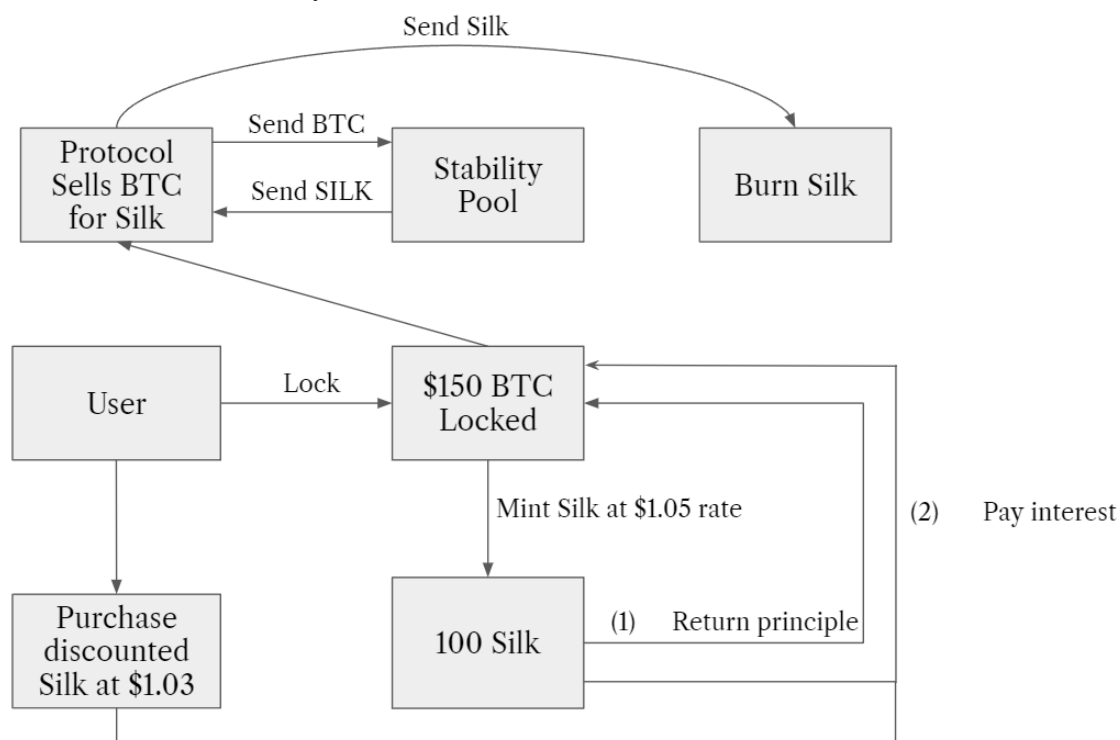 Send Silk
Protocol
Sells BTC
for Silk
Send BTC
Send SILK
Stability
Pool
Burn Silk
User
Lock
$150 BTC
Locked
Mint Silk at $1.05 rate
(2) Pay interest
Purchase
discounted
Silk at $1.03
100 Silk
(1) Return principle